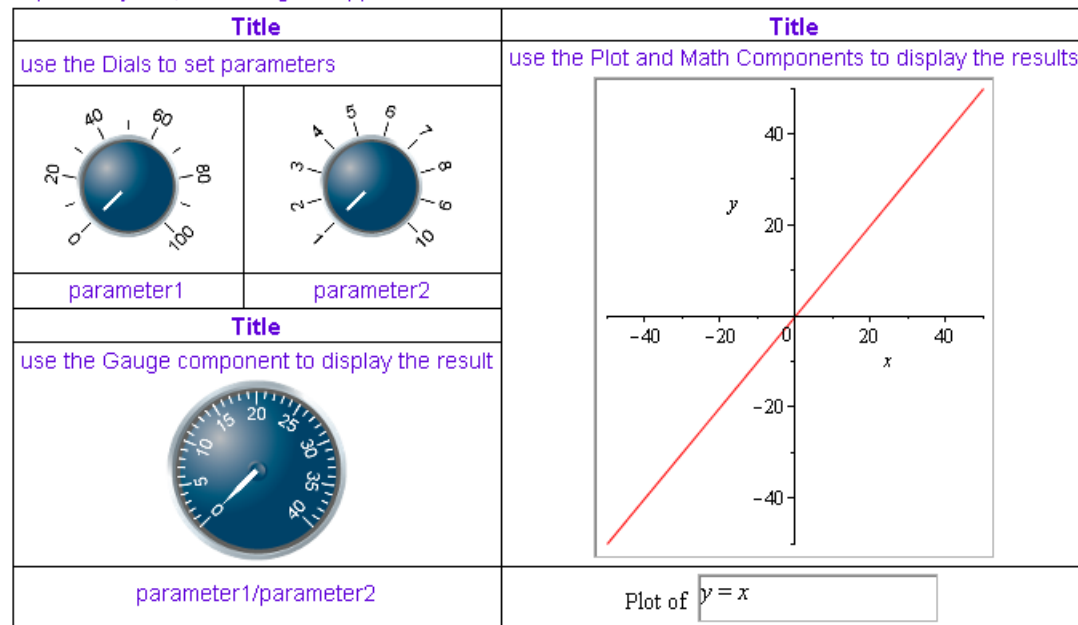 Title
use the Dials to set parameters
0 20 40 60 80 100
1 2 3 4 5 6 7 8 9 10
parameter1 parameter2
Title
use the Gauge component to display the result
0 5 10 15 20 25 30 35 40
parameter1/parameter2
Title
use the Plot and Math Components to display the results
40
y
20
-40 -20 0 20 40
x
-20
-40
Plot of y = x